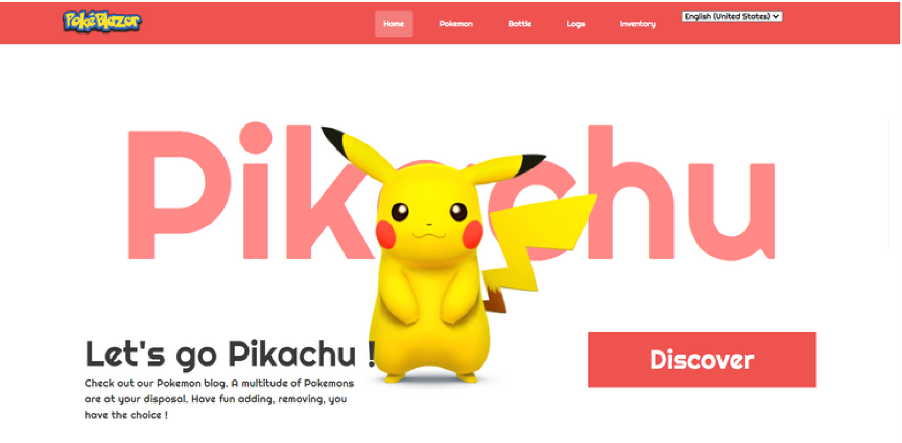 PokéBlazor
Home Pokemon Battle Logs Inventory English (United States)
Pikachu
Let's go Pikachu !
Discover
Check out our Pokemon blog. A multitude of Pokemons
are at your disposal. Have fun adding, removing, you
have the choice !